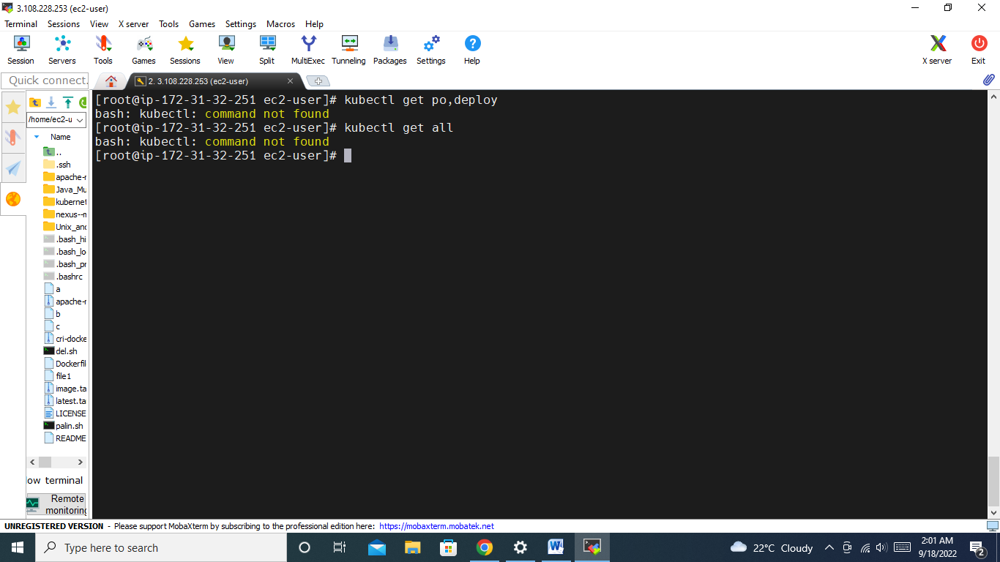 3.108.228.253 (ec2-user)
Terminal Sessions View X server Tools Games Settings Macros Help
Session Servers Tools Games Sessions View Split MultiExec Tunneling Packages Settings Help X server Exit
Quick connect.
2. 3.108.228.253 (ec2-user)
[root@ip-172-31-32-251 ec2-user]# kubectl get po,deploy
bash: kubectl: command not found
[root@ip-172-31-32-251 ec2-user]# kubectl get all
bash: kubectl: command not found
[root@ip-172-31-32-251 ec2-user]#
/home/ec2-u
Name
..
.ssh
apache-r
Java_Mu
kubernet
nexus--m
Unix_and
.bash_hi
.bash_lo
.bash_pr
.bashrc
a
apache-r
b
c
cri-docke
del.sh
Dockerfil
file1
image.ta
latest.ta
LICENSE
palin.sh
README
low terminal
Remote
monitoring
UNREGISTERED VERSION - Please support MobaXterm by subscribing to the professional edition here: https://mobaxterm.mobatek.net
Type here to search
22°C Cloudy
2:01 AM
9/18/2022
2